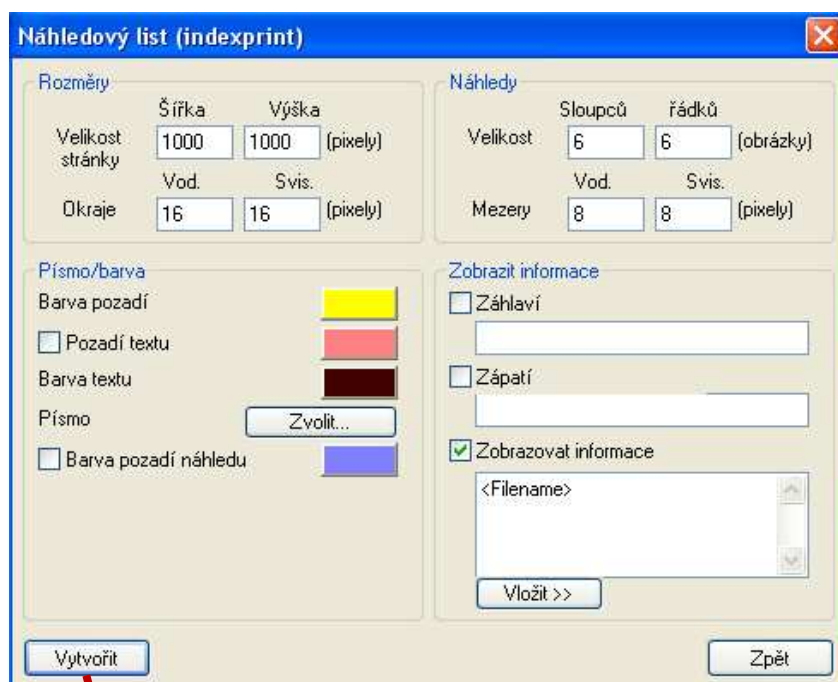 Náhledový list (indexprint)
Rozměry
Šířka Výška
Velikost stránky 1000 1000 (pixely)
Vod. Svis.
Okraje 16 16 (pixely)
Náhledy
Sloupců řádků
Velikost 6 6 (obrázky)
Vod. Svis.
Mezery 8 8 (pixely)
Písmo/barva
Barva pozadí
Pozadí textu
Barva textu
Písmo Zvolit...
Barva pozadí náhledu
Zobrazit informace
Záhlaví
Zápatí
Zobrazovat informace
<Filename>
Vložit >>
Vytvořit Zpět